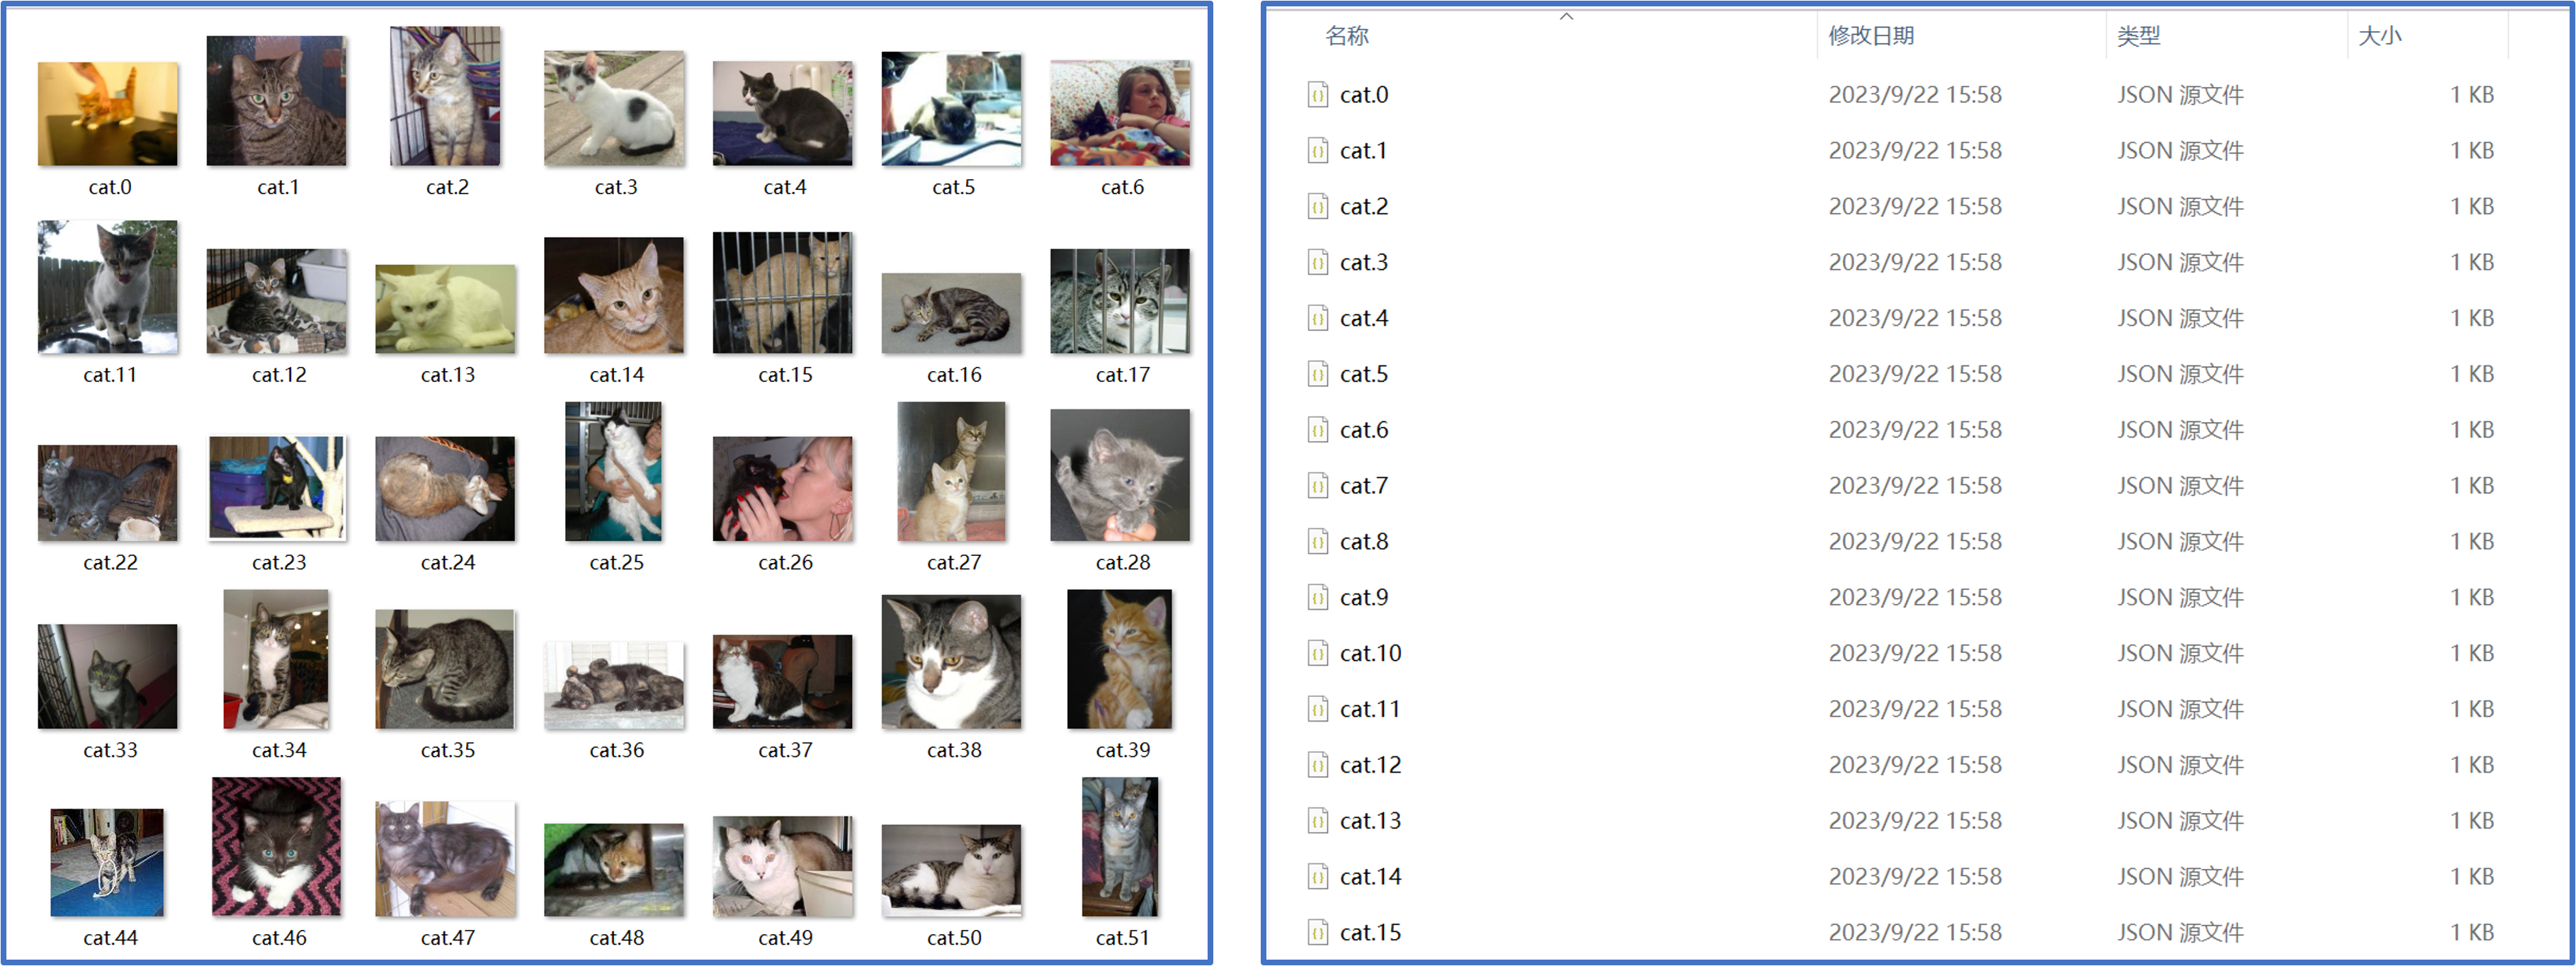 cat.0 cat.1 cat.2 cat.3 cat.4 cat.5 cat.6
cat.11 cat.12 cat.13 cat.14 cat.15 cat.16 cat.17
cat.22 cat.23 cat.24 cat.25 cat.26 cat.27 cat.28
cat.33 cat.34 cat.35 cat.36 cat.37 cat.38 cat.39
cat.44 cat.46 cat.47 cat.48 cat.49 cat.50 cat.51
名称 修改日期 类型 大小
cat.0 2023/9/22 15:58 JSON 源文件 1 KB
cat.1 2023/9/22 15:58 JSON 源文件 1 KB
cat.2 2023/9/22 15:58 JSON 源文件 1 KB
cat.3 2023/9/22 15:58 JSON 源文件 1 KB
cat.4 2023/9/22 15:58 JSON 源文件 1 KB
cat.5 2023/9/22 15:58 JSON 源文件 1 KB
cat.6 2023/9/22 15:58 JSON 源文件 1 KB
cat.7 2023/9/22 15:58 JSON 源文件 1 KB
cat.8 2023/9/22 15:58 JSON 源文件 1 KB
cat.9 2023/9/22 15:58 JSON 源文件 1 KB
cat.10 2023/9/22 15:58 JSON 源文件 1 KB
cat.11 2023/9/22 15:58 JSON 源文件 1 KB
cat.12 2023/9/22 15:58 JSON 源文件 1 KB
cat.13 2023/9/22 15:58 JSON 源文件 1 KB
cat.14 2023/9/22 15:58 JSON 源文件 1 KB
cat.15 2023/9/22 15:58 JSON 源文件 1 KB